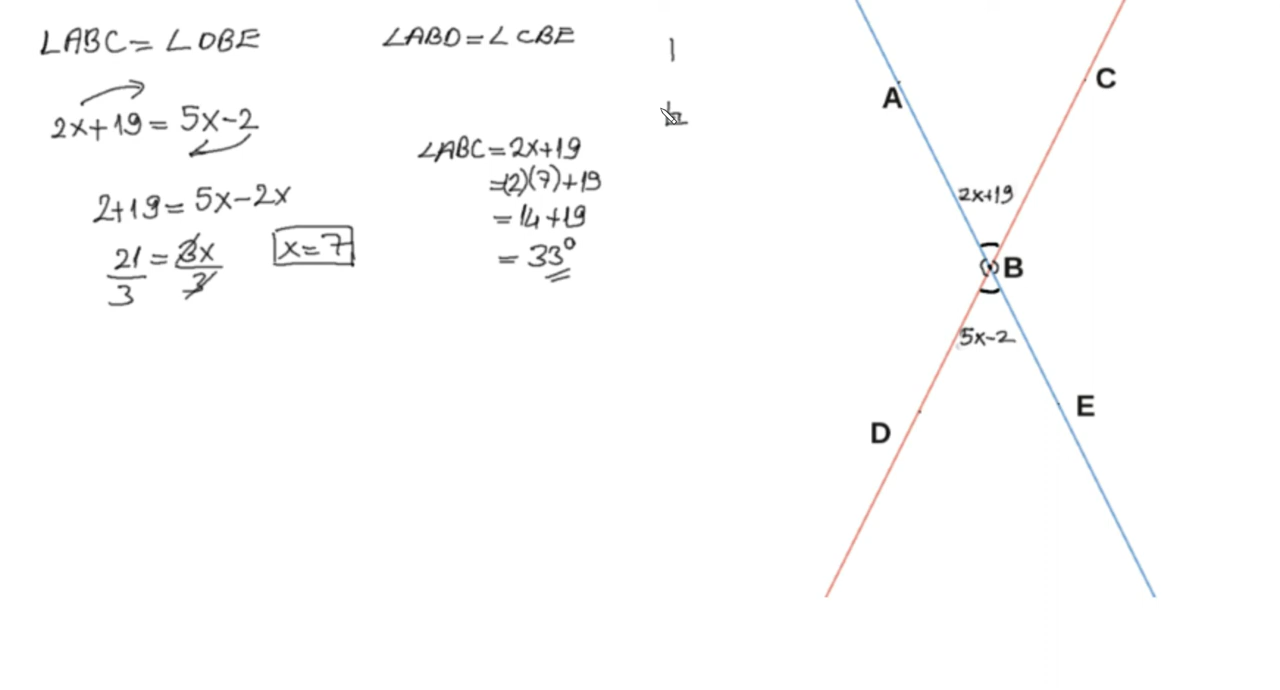 ∠ABC = ∠DBE
2x+19 = 5x-2
2+19 = 5x-2x
21/3 = 3x/3
x=7
∠ABD = ∠CBE
∠ABC = 2x+19
=(2)(7)+19
= 14+19
= 33°
A
C
2x+19
B
5x-2
D
E